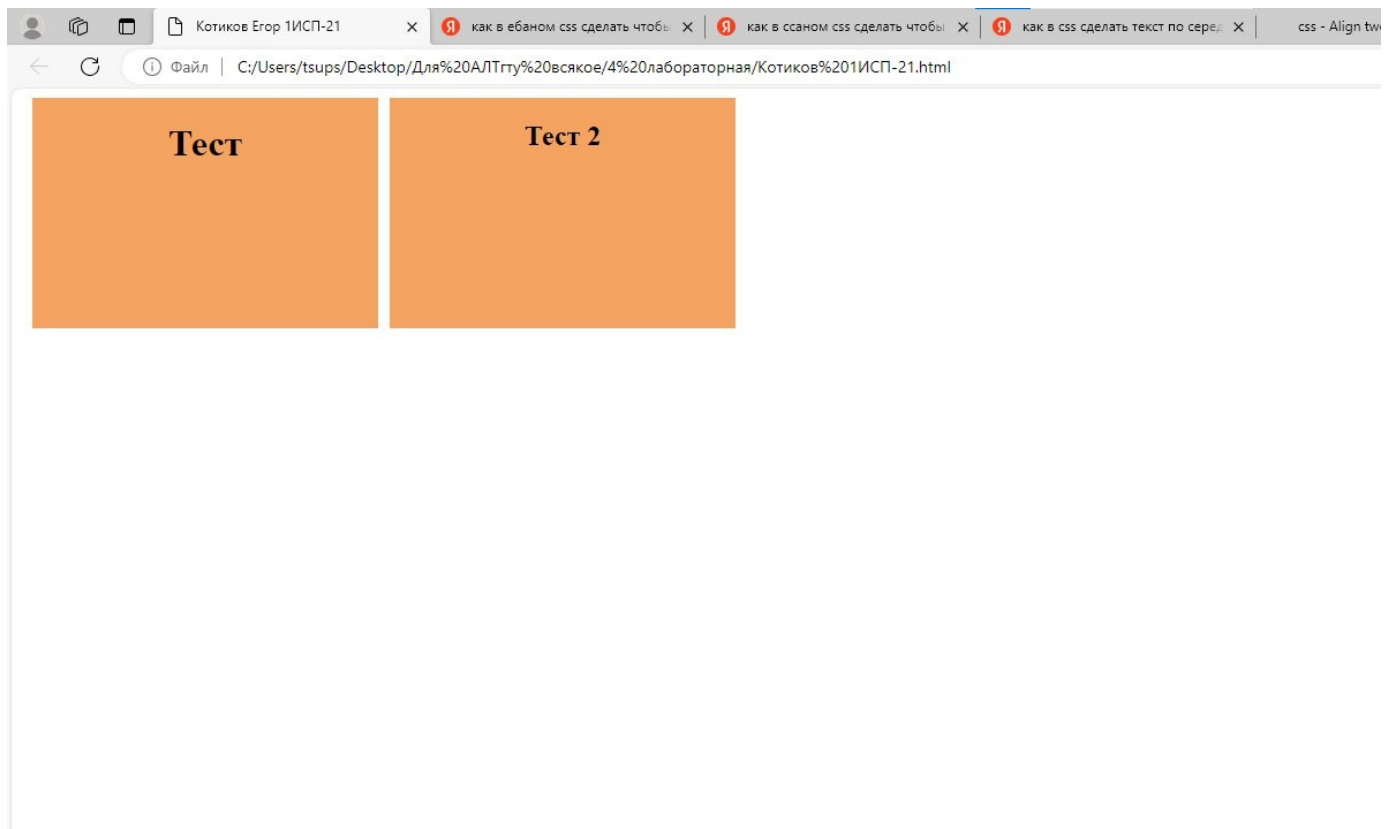 Котиков Егор 1ИСП-21
как в ебаном css сделать чтобы
как в ссаном css сделать чтобы
как в css сделать текст по серед
css - Align tw
Файл | C:/Users/tsups/Desktop/Для%20АЛТгту%20всякое/4%20лабораторная/Котиков%201ИСП-21.html
Тест
Тест 2